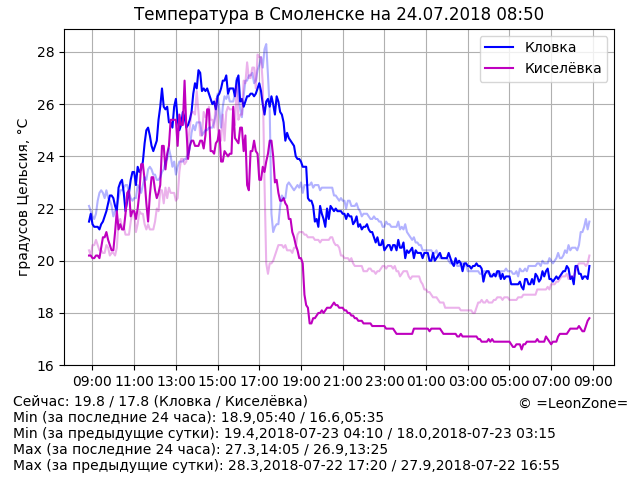 Температура в Смоленске на 24.07.2018 08:50
Кловка
Киселёвка
градусов Цельсия, °C
28
26
24
22
20
18
16
09:00 11:00 13:00 15:00 17:00 19:00 21:00 23:00 01:00 03:00 05:00 07:00 09:00
Сейчас: 19.8 / 17.8 (Кловка / Киселёвка)
© =LeonZone=
Min (за последние 24 часа): 18.9,05:40 / 16.6,05:35
Min (за предыдущие сутки): 19.4,2018-07-23 04:10 / 18.0,2018-07-23 03:15
Max (за последние 24 часа): 27.3,14:05 / 26.9,13:25
Max (за предыдущие сутки): 28.3,2018-07-22 17:20 / 27.9,2018-07-22 16:55